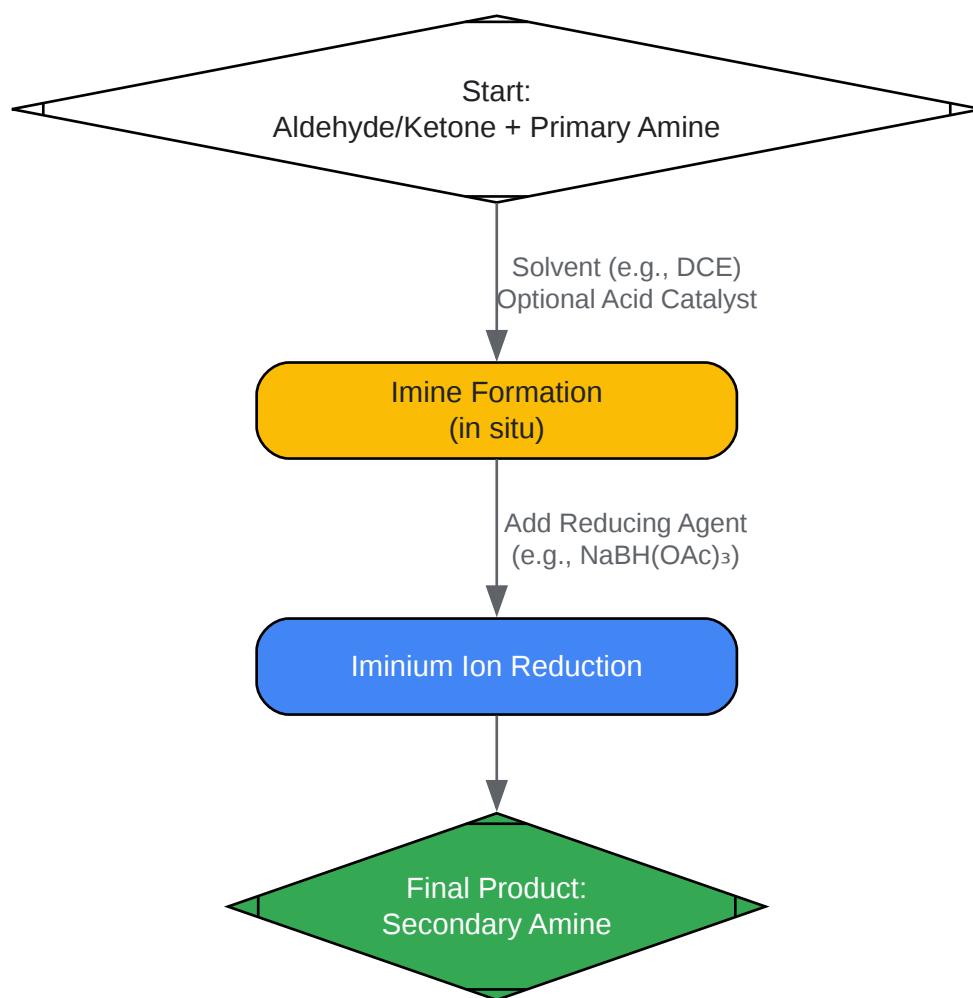 Start:
Aldehyde/Ketone + Primary Amine
Solvent (e.g., DCE)
Optional Acid Catalyst
Imine Formation
(in situ)
Add Reducing Agent
(e.g., NaBH(OAc)₃)
Iminium Ion Reduction
Final Product:
Secondary Amine